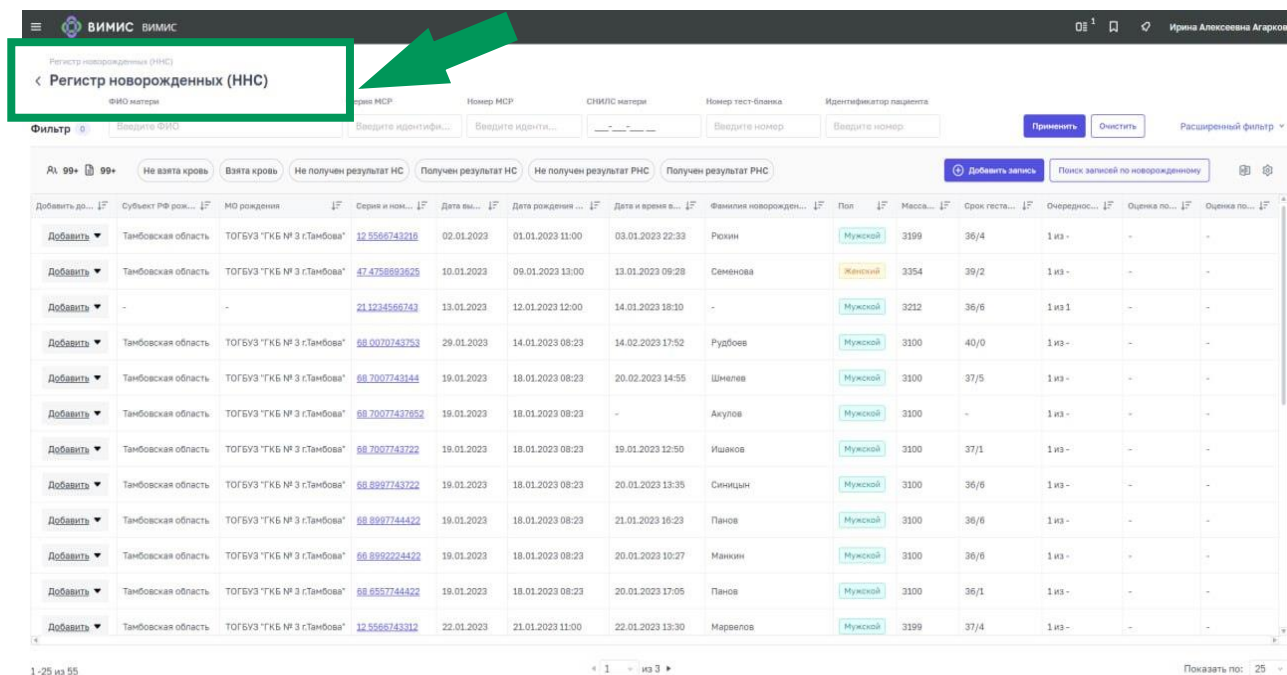 ВИМИС ВИМИС 1 Ирина Алексеевна Агарков
Регистр новорожденных (ННС)
Регистр новорожденных (ННС)
ФИО матери ерия МСР Номер МСР СНИЛС матери Номер тест-бланка Идентификатор пациента
Фильтр 0 Введите ФИО Введите идентифи... Введите иденти... Введите номер Введите номер Применить Очистить Расширенный фильтр
99+ 99+ Не взята кровь Взята кровь Не получен результат НС Получен результат НС Не получен результат РНС Получен результат РНС Добавить запись Поиск записей по новорожденному
Добавить до... Субъект РФ рож... МО рождения Серия и ном... Дата вы... Дата рождения ... Дата и время в... Фамилия новорожден... Пол Масса... Срок геста... Очереднос... Оценка по... Оценка по...
Добавить Тамбовская область ТОГБУЗ "ГКБ № 3 г.Тамбова" 12 5566743216 02.01.2023 01.01.2023 11:00 03.01.2023 22:33 Рюхин Мужской 3199 36/4 1 из - - -
Добавить Тамбовская область ТОГБУЗ "ГКБ № 3 г.Тамбова" 47 4758693625 10.01.2023 09.01.2023 13:00 13.01.2023 09:28 Семенова Женский 3354 39/2 1 из - - -
Добавить - - 21 1234566743 13.01.2023 12.01.2023 12:00 14.01.2023 18:10 - Мужской 3212 36/6 1 из 1 - -
Добавить Тамбовская область ТОГБУЗ "ГКБ № 3 г.Тамбова" 68 0070743753 29.01.2023 14.01.2023 08:23 14.02.2023 17:52 Рудбоев Мужской 3100 40/0 1 из - - -
Добавить Тамбовская область ТОГБУЗ "ГКБ № 3 г.Тамбова" 68 7007743144 19.01.2023 18.01.2023 08:23 20.02.2023 14:55 Шмелев Мужской 3100 37/5 1 из - - -
Добавить Тамбовская область ТОГБУЗ "ГКБ № 3 г.Тамбова" 68 70077437652 19.01.2023 18.01.2023 08:23 - Акулов Мужской 3100 - 1 из - - -
Добавить Тамбовская область ТОГБУЗ "ГКБ № 3 г.Тамбова" 68 7007743722 19.01.2023 18.01.2023 08:23 19.01.2023 12:50 Ишаков Мужской 3100 37/1 1 из - - -
Добавить Тамбовская область ТОГБУЗ "ГКБ № 3 г.Тамбова" 68 8997743722 19.01.2023 18.01.2023 08:23 20.01.2023 13:35 Синицын Мужской 3100 36/6 1 из - - -
Добавить Тамбовская область ТОГБУЗ "ГКБ № 3 г.Тамбова" 68 8997744422 19.01.2023 18.01.2023 08:23 21.01.2023 16:23 Панов Мужской 3100 36/6 1 из - - -
Добавить Тамбовская область ТОГБУЗ "ГКБ № 3 г.Тамбова" 66 8992224422 19.01.2023 18.01.2023 08:23 20.01.2023 10:27 Манкин Мужской 3100 36/6 1 из - - -
Добавить Тамбовская область ТОГБУЗ "ГКБ № 3 г.Тамбова" 68 6557744422 19.01.2023 18.01.2023 08:23 20.01.2023 17:05 Панов Мужской 3100 36/1 1 из - - -
Добавить Тамбовская область ТОГБУЗ "ГКБ № 3 г.Тамбова" 12 5566743312 22.01.2023 21.01.2023 11:00 22.01.2023 13:30 Марвелов Мужской 3199 37/4 1 из - - -
1-25 из 55 1 из 3 Показать по: 25